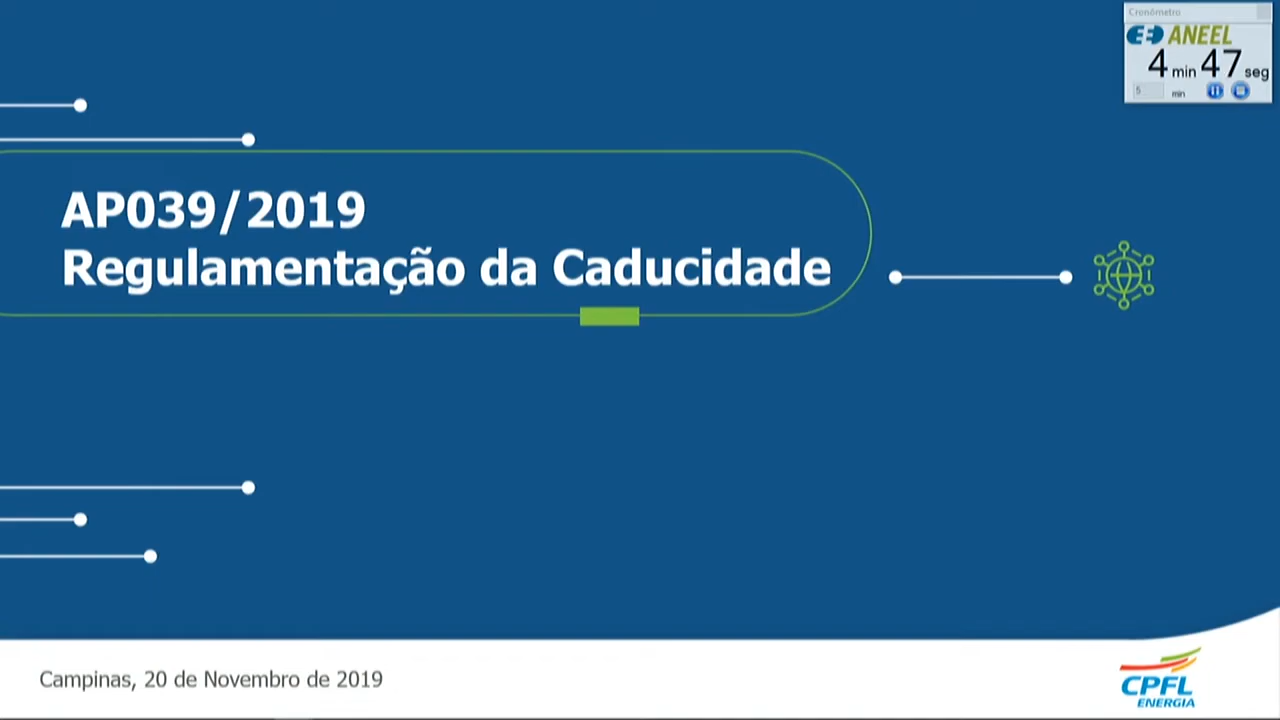 Cronômetro
ANEEL
4 min 47 seg
5 min
AP039/2019
Regulamentação da Caducidade
Campinas, 20 de Novembro de 2019
CPFL
ENERGIA